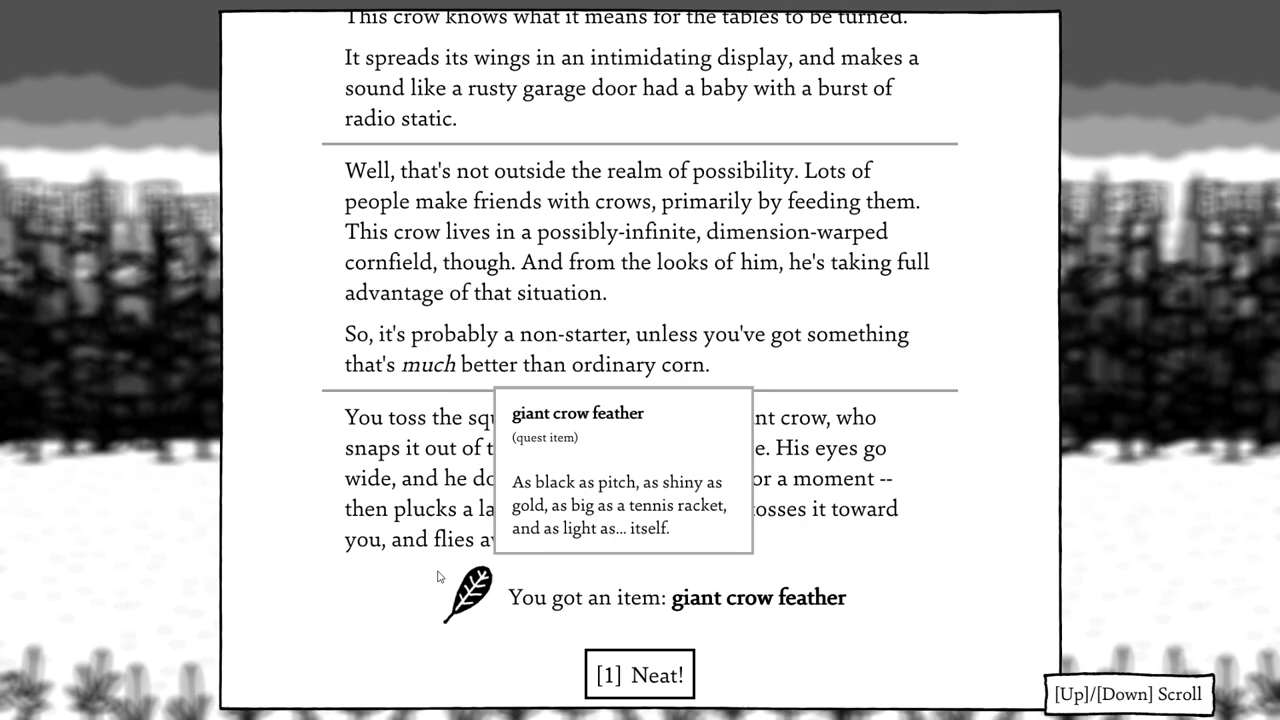 This crow knows what it means for the tables to be turned.
It spreads its wings in an intimidating display, and makes a
sound like a rusty garage door had a baby with a burst of
radio static.
Well, that's not outside the realm of possibility. Lots of
people make friends with crows, primarily by feeding them.
This crow lives in a possibly-infinite, dimension-warped
cornfield, though. And from the looks of him, he's taking full
advantage of that situation.
So, it's probably a non-starter, unless you've got something
that's much better than ordinary corn.
You toss the crow, who
snaps it out of His eyes go
wide, and he for a moment --
then plucks a tosses it toward
you, and flies
giant crow feather
(quest item)
As black as pitch, as shiny as
gold, as big as a tennis racket,
and as light as... itself.
You got an item: giant crow feather
[1] Neat!
[Up]/[Down] Scroll